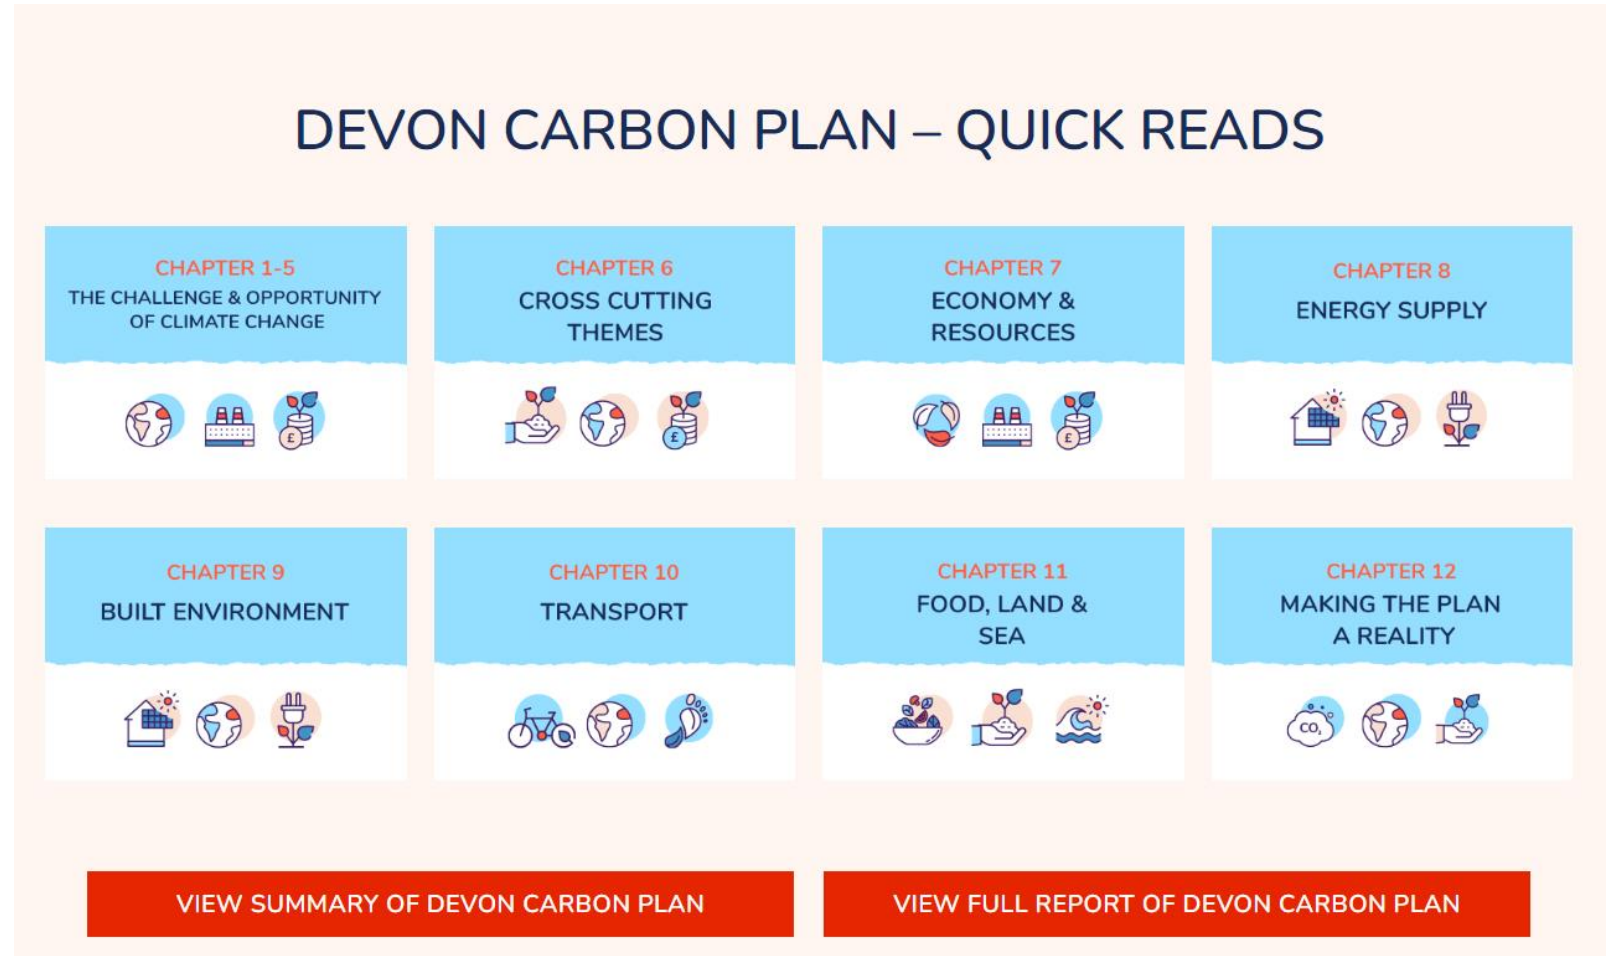 DEVON CARBON PLAN – QUICK READS
CHAPTER 1-5
THE CHALLENGE & OPPORTUNITY
OF CLIMATE CHANGE
CHAPTER 6
CROSS CUTTING
THEMES
CHAPTER 7
ECONOMY &
RESOURCES
CHAPTER 8
ENERGY SUPPLY
£
£
£
CHAPTER 9
BUILT ENVIRONMENT
CHAPTER 10
TRANSPORT
CHAPTER 11
FOOD, LAND &
SEA
CHAPTER 12
MAKING THE PLAN
A REALITY
CO₂
VIEW SUMMARY OF DEVON CARBON PLAN
VIEW FULL REPORT OF DEVON CARBON PLAN